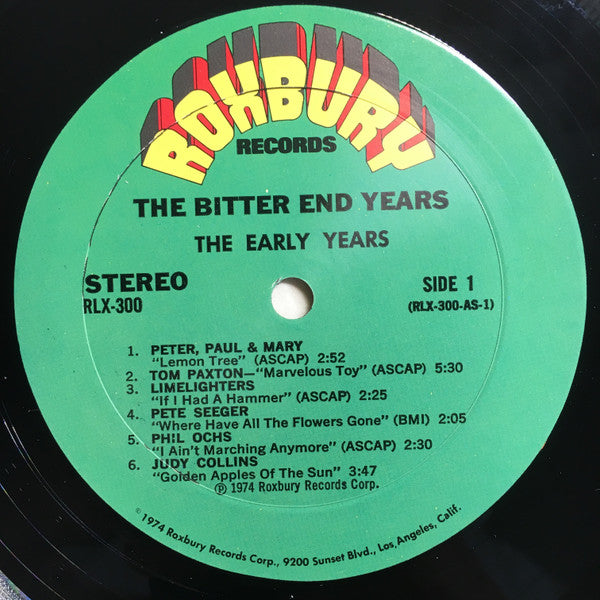 ROXBURY
RECORDS
THE BITTER END YEARS
THE EARLY YEARS
STEREO
RLX-300
SIDE 1
(RLX-300-AS-1)
1. PETER, PAUL & MARY
"Lemon Tree" (ASCAP) 2:52
2. TOM PAXTON—"Marvelous Toy" (ASCAP) 5:30
3. LIMELIGHTERS
"If I Had A Hammer" (ASCAP) 2:25
4. PETE SEEGER
"Where Have All The Flowers Gone" (BMI) 2:05
5. PHIL OCHS
"I Ain't Marching Anymore" (ASCAP) 2:30
6. JUDY COLLINS
"Golden Apples Of The Sun" 3:47
℗ 1974 Roxbury Records Corp.
© 1974 Roxbury Records Corp., 9200 Sunset Blvd., Los Angeles, Calif.